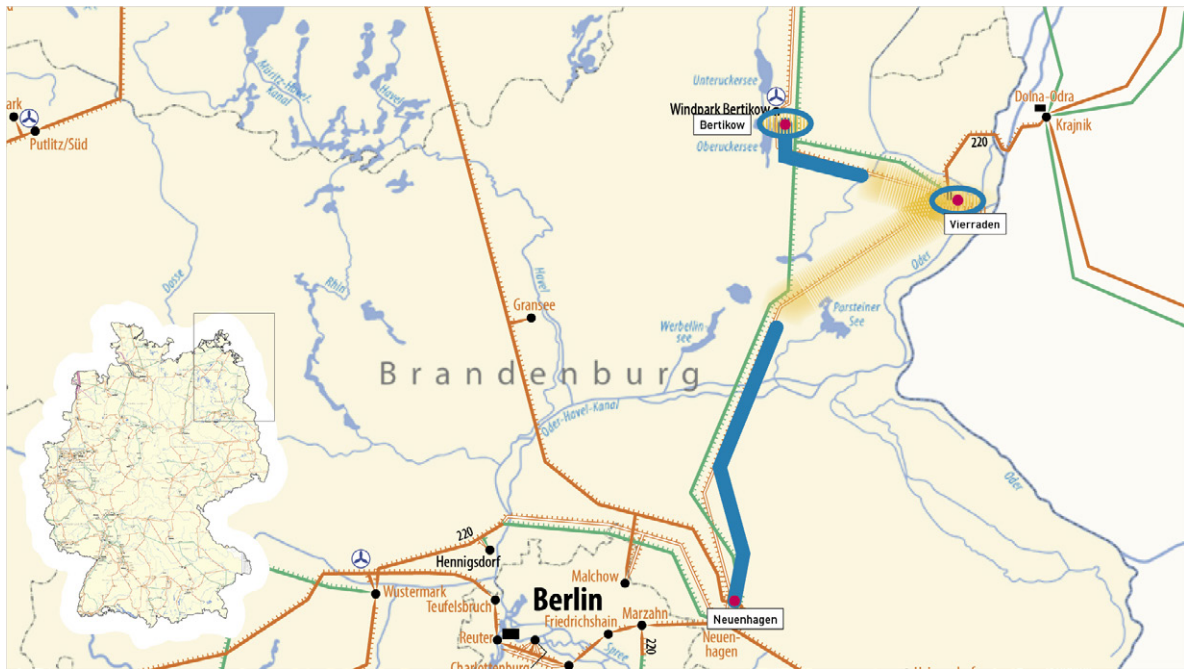 ark
Putlitz/Süd
Müritz-Havel-
Kanal
Havel
Unteruckersee
Windpark Bertikow
Bertikow
Oberuckersee
Dolna-Odra
Krajnik
220
Vierraden
Oder
Dosse
Rhin
Havel
Gransee
Werbellin-
see
Parsteiner
See
Brandenburg
Oder-Havel-Kanal
Oder
220
Hennigsdorf
Malchow
Wustermark
Teufelsbruch
Berlin
Friedrichshain
Marzahn
Neuenhagen
Reuter
Spree
220
Neuen-
hagen
Charlottenburg